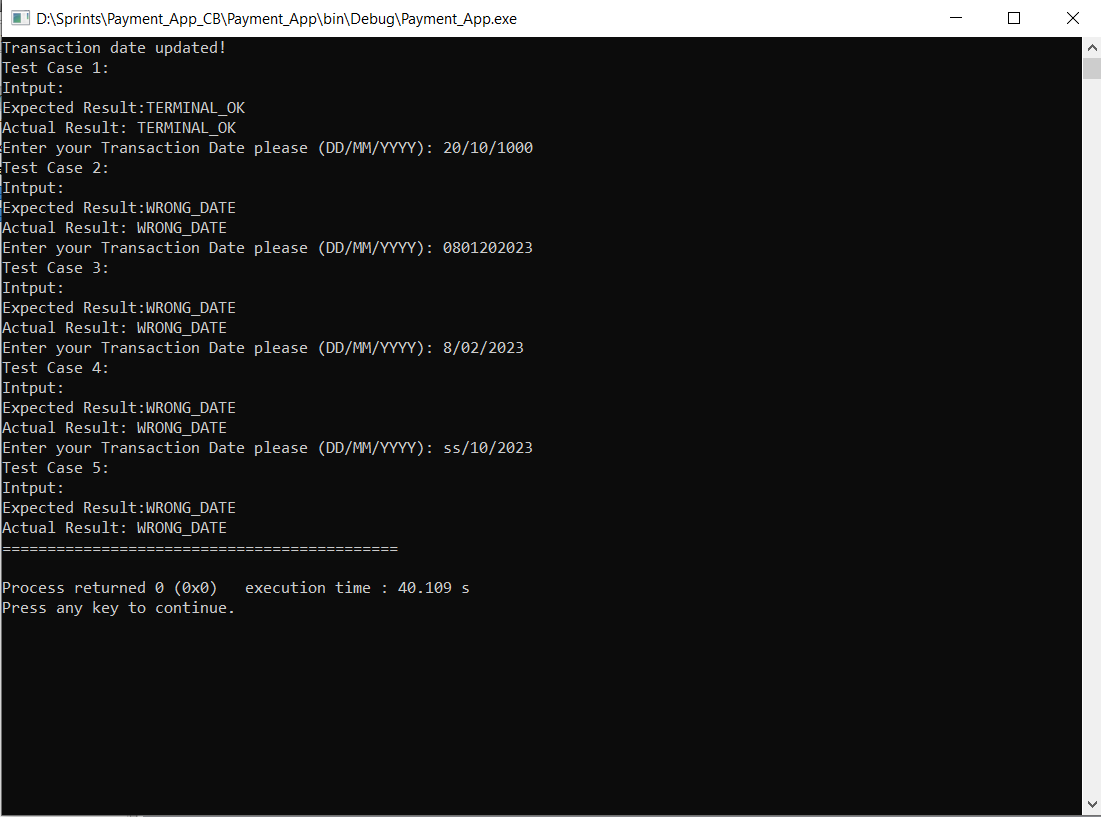 D:\Sprints\Payment_App_CB\Payment_App\bin\Debug\Payment_App.exe
Transaction date updated!
Test Case 1:
Intput:
Expected Result:TERMINAL_OK
Actual Result: TERMINAL_OK
Enter your Transaction Date please (DD/MM/YYYY): 20/10/1000
Test Case 2:
Intput:
Expected Result:WRONG_DATE
Actual Result: WRONG_DATE
Enter your Transaction Date please (DD/MM/YYYY): 0801202023
Test Case 3:
Intput:
Expected Result:WRONG_DATE
Actual Result: WRONG_DATE
Enter your Transaction Date please (DD/MM/YYYY): 8/02/2023
Test Case 4:
Intput:
Expected Result:WRONG_DATE
Actual Result: WRONG_DATE
Enter your Transaction Date please (DD/MM/YYYY): ss/10/2023
Test Case 5:
Intput:
Expected Result:WRONG_DATE
Actual Result: WRONG_DATE
============================================
Process returned 0 (0x0)   execution time : 40.109 s
Press any key to continue.